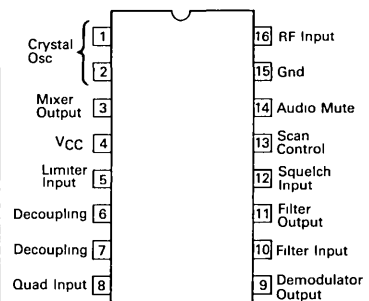 Crystal
Osc
1
2
Mixer
Output
3
VCC
4
Limiter
Input
5
Decoupling
6
Decoupling
7
Quad Input
8
16
RF Input
15
Gnd
14
Audio Mute
13
Scan
Control
12
Squelch
Input
11
Filter
Output
10
Filter Input
9
Demodulator
Output